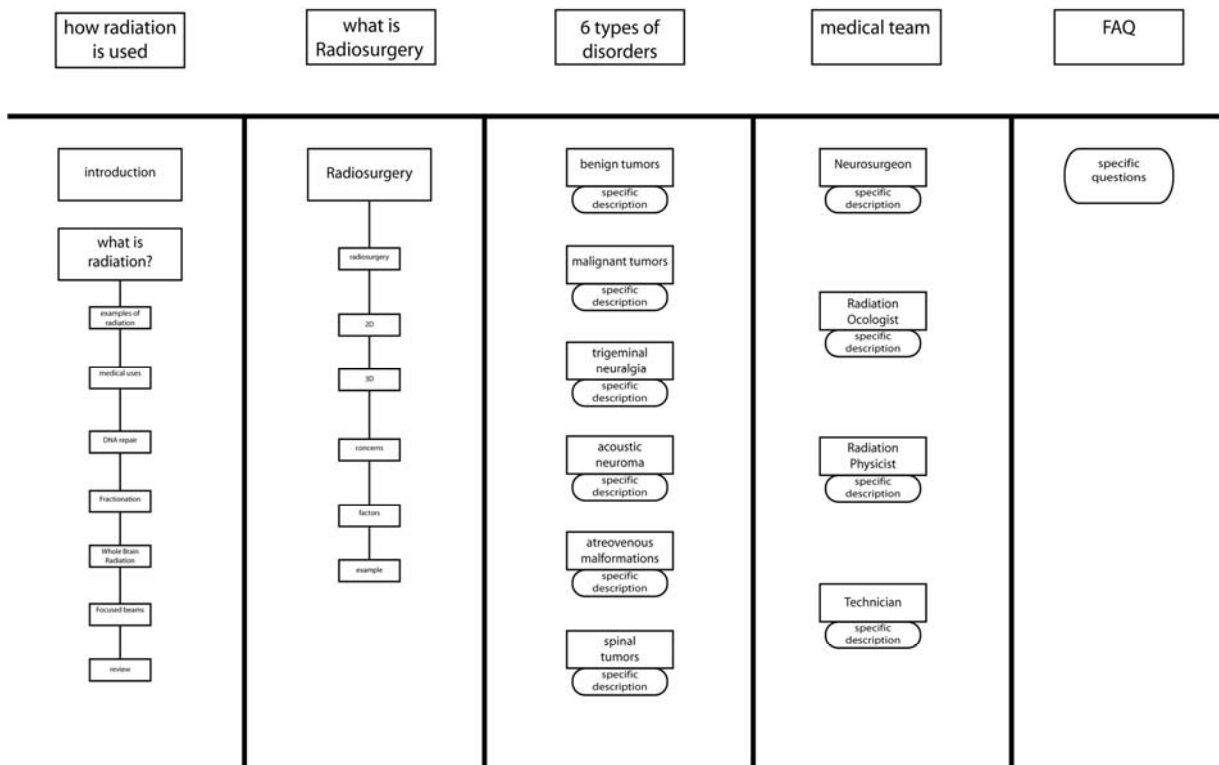 how radiation
is used
what is
Radiosurgery
6 types of
disorders
medical team
FAQ
introduction
what is
radiation?
examples of
radiation
medical uses
DNA repair
Fractionation
Whole Brain
Radiation
Focused beams
review
Radiosurgery
radiosurgery
2D
3D
concerns
factors
example
benign tumors
specific
description
malignant tumors
specific
description
trigeminal
neuralgia
specific
description
acoustic
neuroma
specific
description
atreovenous
malformations
specific
description
spinal
tumors
specific
description
Neurosurgeon
specific
description
Radiation
Ocologist
specific
description
Radiation
Physicist
specific
description
Technician
specific
description
specific
questions